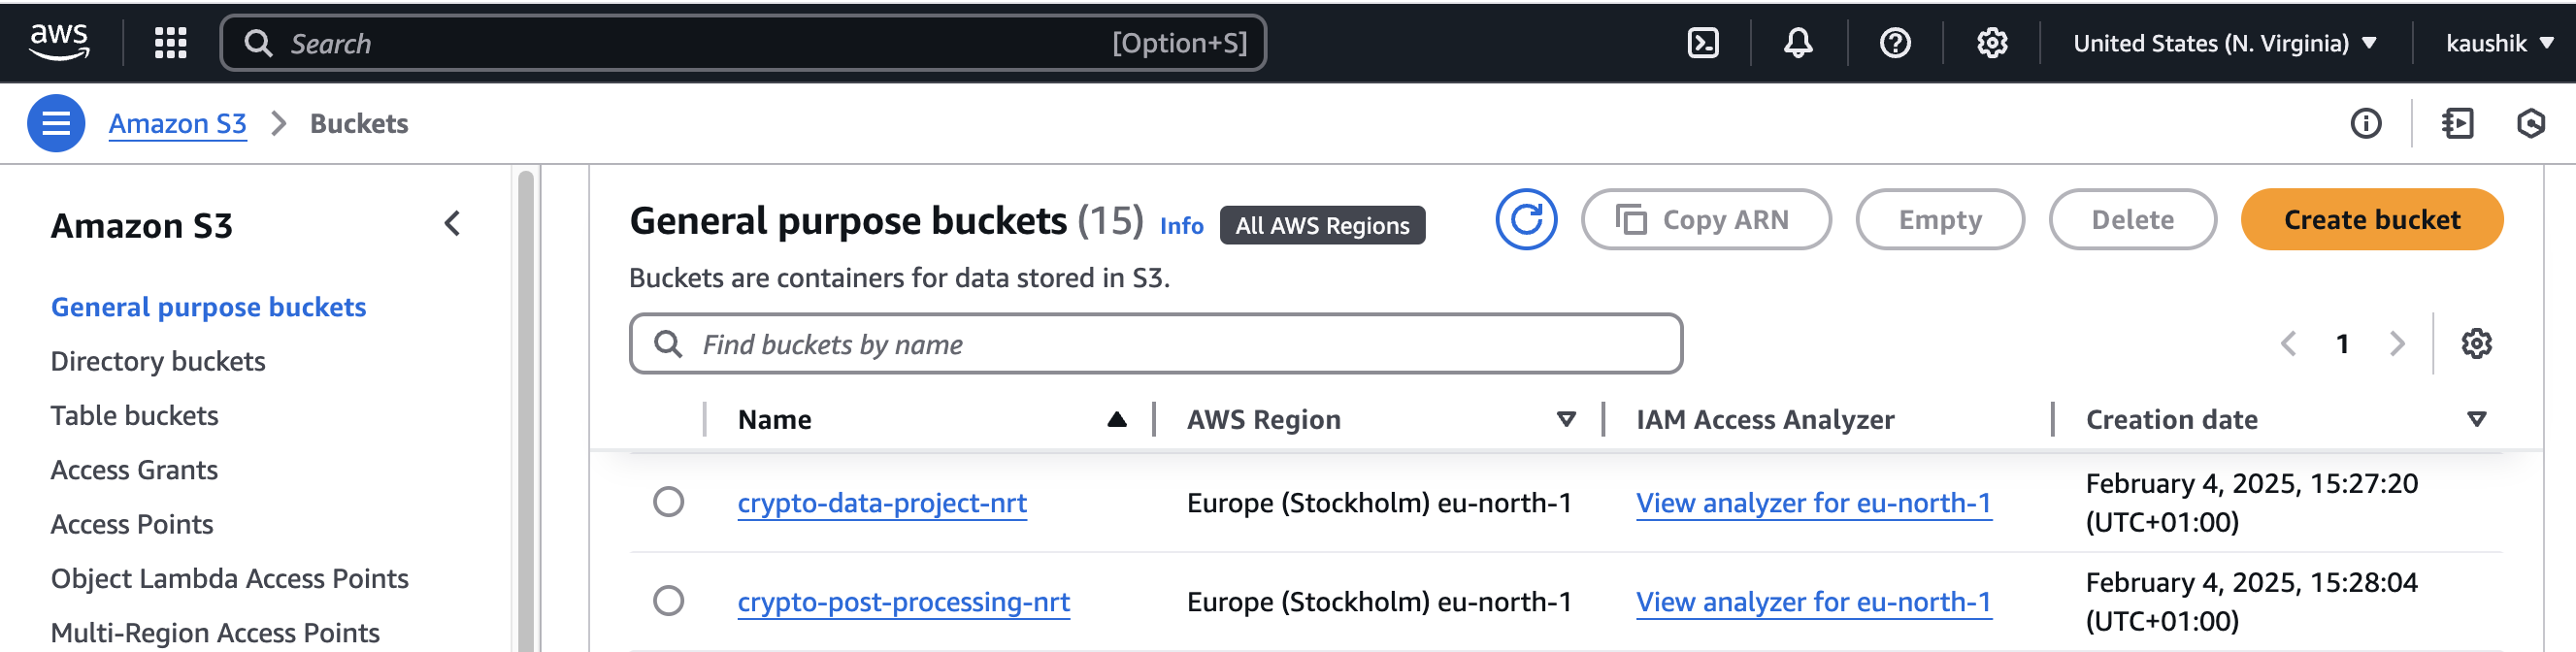 aws
Search [Option+S]
United States (N. Virginia)
kaushik
Amazon S3 Buckets
Amazon S3
General purpose buckets
Directory buckets
Table buckets
Access Grants
Access Points
Object Lambda Access Points
Multi-Region Access Points
General purpose buckets (15) Info All AWS Regions
Copy ARN
Empty
Delete
Create bucket
Buckets are containers for data stored in S3.
Find buckets by name
1
Name AWS Region IAM Access Analyzer Creation date
crypto-data-project-nrt Europe (Stockholm) eu-north-1 View analyzer for eu-north-1 February 4, 2025, 15:27:20
(UTC+01:00)
crypto-post-processing-nrt Europe (Stockholm) eu-north-1 View analyzer for eu-north-1 February 4, 2025, 15:28:04
(UTC+01:00)